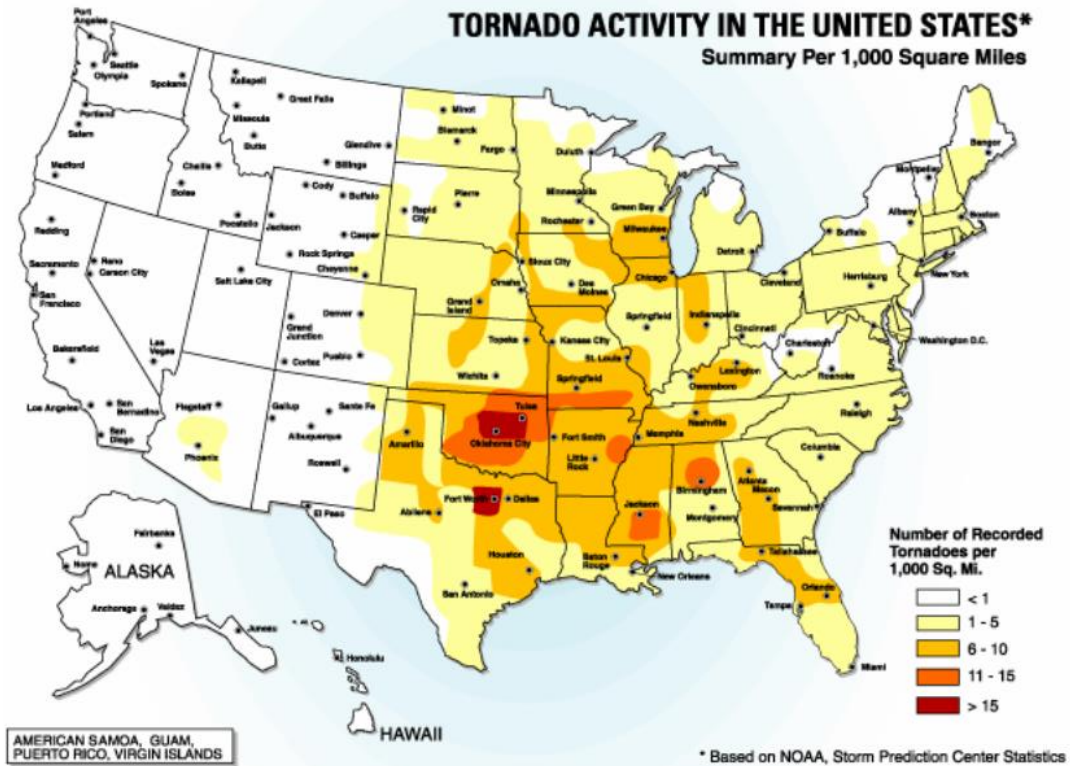 TORNADO ACTIVITY IN THE UNITED STATES*
Summary Per 1,000 Square Miles
Port
Angeles
Seattle
Olympia
Spokane
Portland
Salem
Medford
Kalispell
Great Falls
Missoula
Butte
Glendive
Billings
Challis
Boise
Pocatello
Cody
Buffalo
Jackson
Casper
Rock Springs
Cheyenne
Minot
Bismarck
Fargo
Pierre
Rapid
City
Duluth
Minneapolis
Rochester
Green Bay
Milwaukee
Chicago
Detroit
Bangor
Montpelier
Albany
Boston
Buffalo
New York
Harrisburg
Cleveland
Washington D.C.
Redding
Reno
Carson City
Sacramento
San
Francisco
Bakersfield
Las
Vegas
Los Angeles
San
Bernadino
San
Diego
Salt Lake City
Grand
Junction
Denver
Pueblo
Cortez
Sioux City
Omaha
Grand
Island
Des
Moines
Springfield
Indianapolis
Cincinnati
Charleston
Roanoke
Topeka
Kansas City
St. Louis
Wichita
Springfield
Lexington
Owensboro
Nashville
Raleigh
Flagstaff
Phoenix
Gallup
Santa Fe
Albuquerque
Roswell
El Paso
Amarillo
Tulsa
Oklahoma City
Fort Smith
Little
Rock
Memphis
Columbia
Fort Worth
Dallas
Abilene
Jackson
Birmingham
Montgomery
Atlanta
Macon
Savannah
Houston
San Antonio
Baton
Rouge
New Orleans
Tallahassee
Orlando
Tampa
Miami
Fairbanks
Nome
ALASKA
Anchorage
Valdez
Juneau
Honolulu
HAWAII
AMERICAN SAMOA, GUAM,
PUERTO RICO, VIRGIN ISLANDS
Number of Recorded
Tornadoes per
1,000 Sq. Mi.
< 1
1 - 5
6 - 10
11 - 15
> 15
* Based on NOAA, Storm Prediction Center Statistics